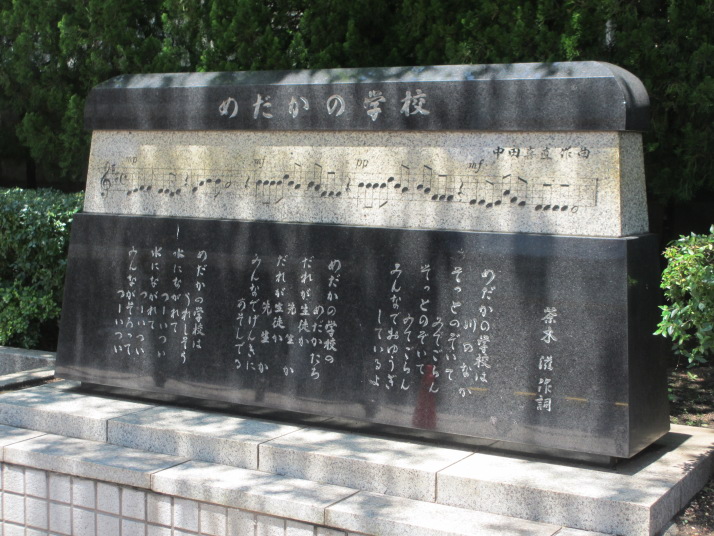 めだかの学校
中田喜直 作曲
mp mf pp mf
茶木 滋 作詞
めだかの学校は
川のなか
そっとのぞいて
みてごらん
そっとのぞいて
みてごらん
みんなでおゆうぎ
しているよ
めだかの学校の
めだかたち
だれが生徒か
先生か
だれが生徒か
先生か
みんなでげんきに
あそんでる
めだかの学校は
うれしそう
水にながれて
つーいつい
水にながれて
つーいつい
みんながそろって
つーいつい